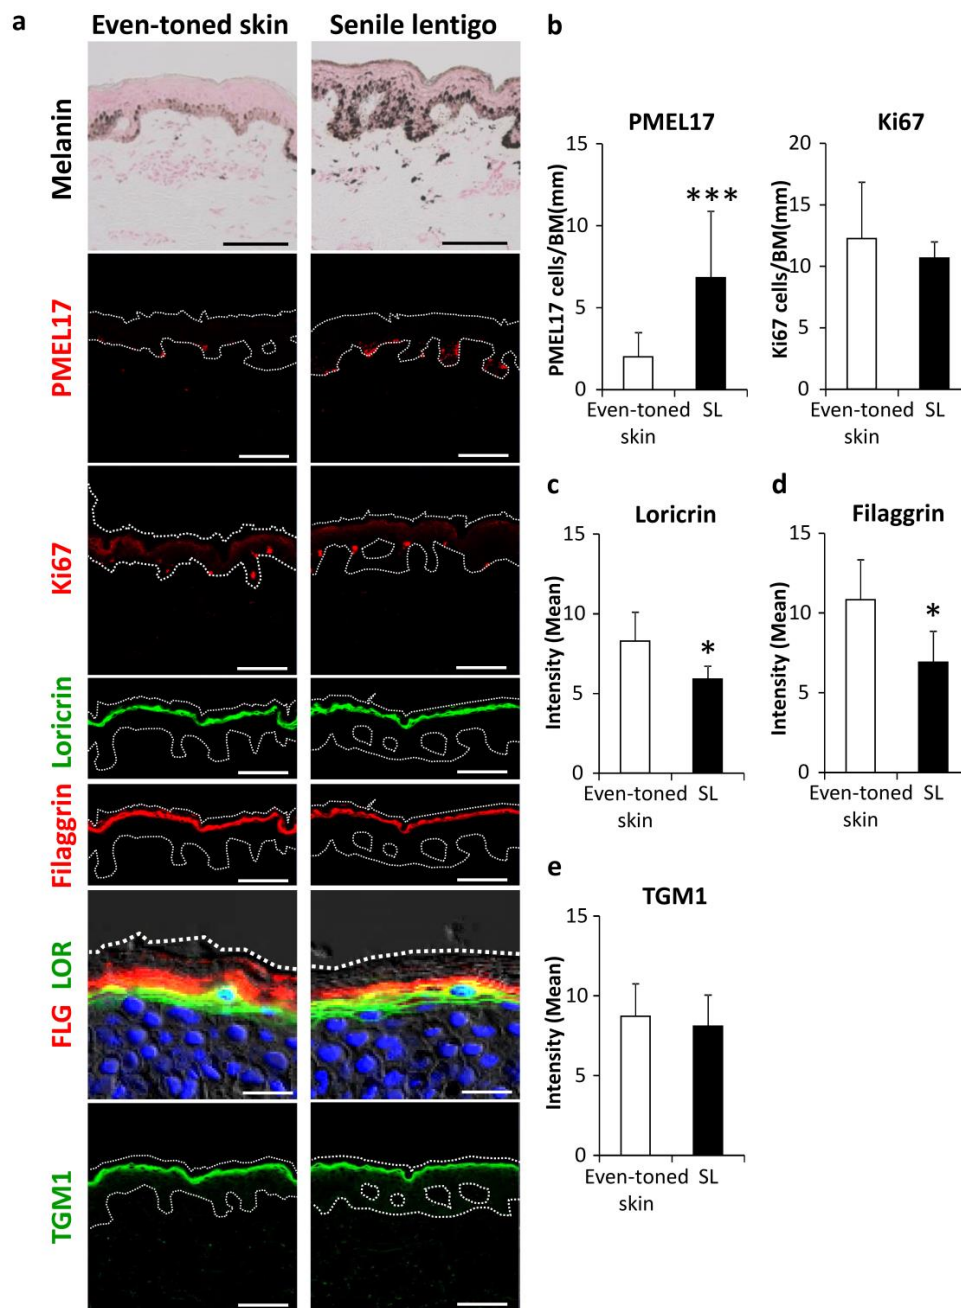 a
Even-toned skin
Senile lentigo
Melanin
PMEL17
Ki67
Loricrin
Filaggrin
FLG LOR
TGM1
b
PMEL17
PMEL17 cells/BM(mm)
15
10
5
0
***
Even-toned
skin
SL
Ki67
Ki67 cells/BM(mm)
20
15
10
5
0
Even-toned
skin
SL
c
Loricrin
Intensity (Mean)
15
10
5
0
*
Even-toned
skin
SL
d
Filaggrin
Intensity (Mean)
15
10
5
0
*
Even-toned
skin
SL
e
TGM1
Intensity (Mean)
15
10
5
0
Even-toned
skin
SL